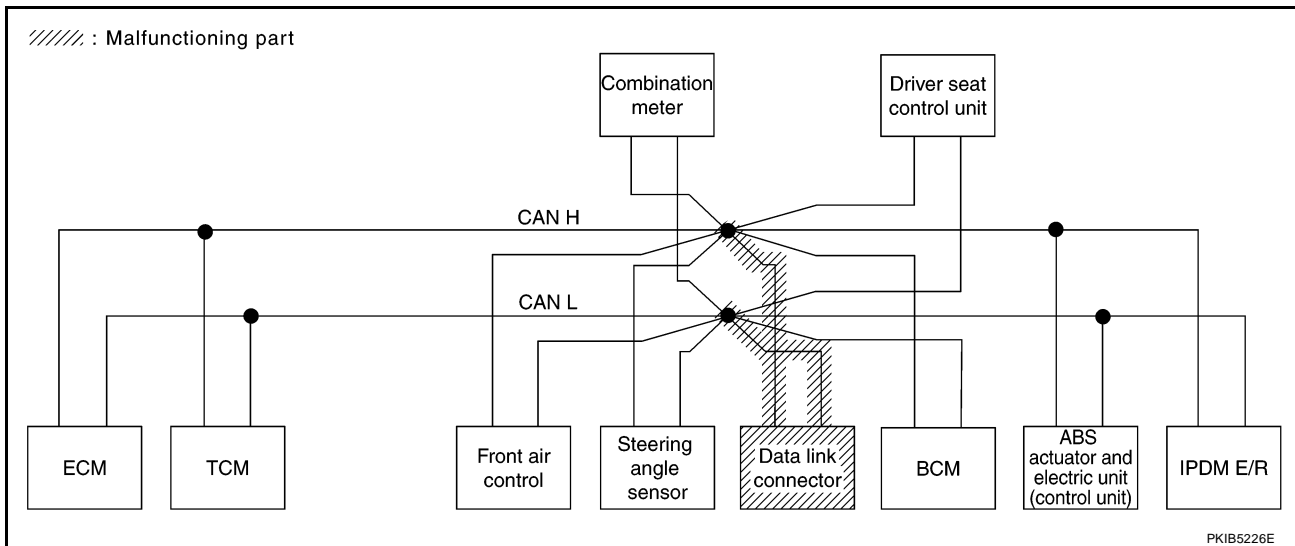 : Malfunctioning part
Combination
meter
Driver seat
control unit
CAN H
CAN L
ECM
TCM
Front air
control
Steering
angle
sensor
Data link
connector
BCM
ABS
actuator and
electric unit
(control unit)
IPDM E/R
PKIB5226E